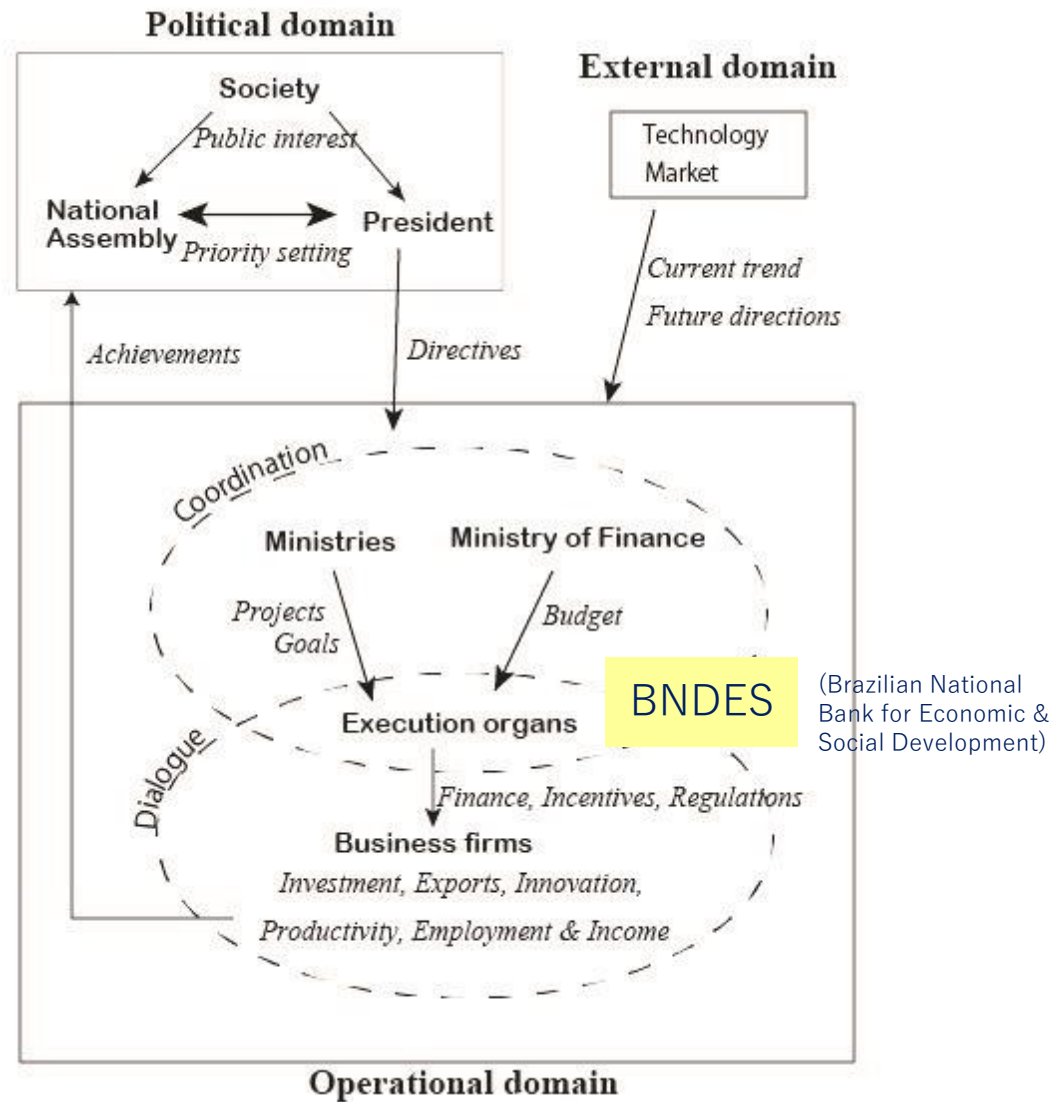 Political domain
Society
Public interest
National
Assembly
President
Priority setting
External domain
Technology
Market
Current trend
Future directions
Achievements
Directives
Coordination
Ministries
Ministry of Finance
Projects
Goals
Budget
BNDES
(Brazilian National
Bank for Economic &
Social Development)
Execution organs
Dialogue
Finance, Incentives, Regulations
Business firms
Investment, Exports, Innovation,
Productivity, Employment & Income
Operational domain